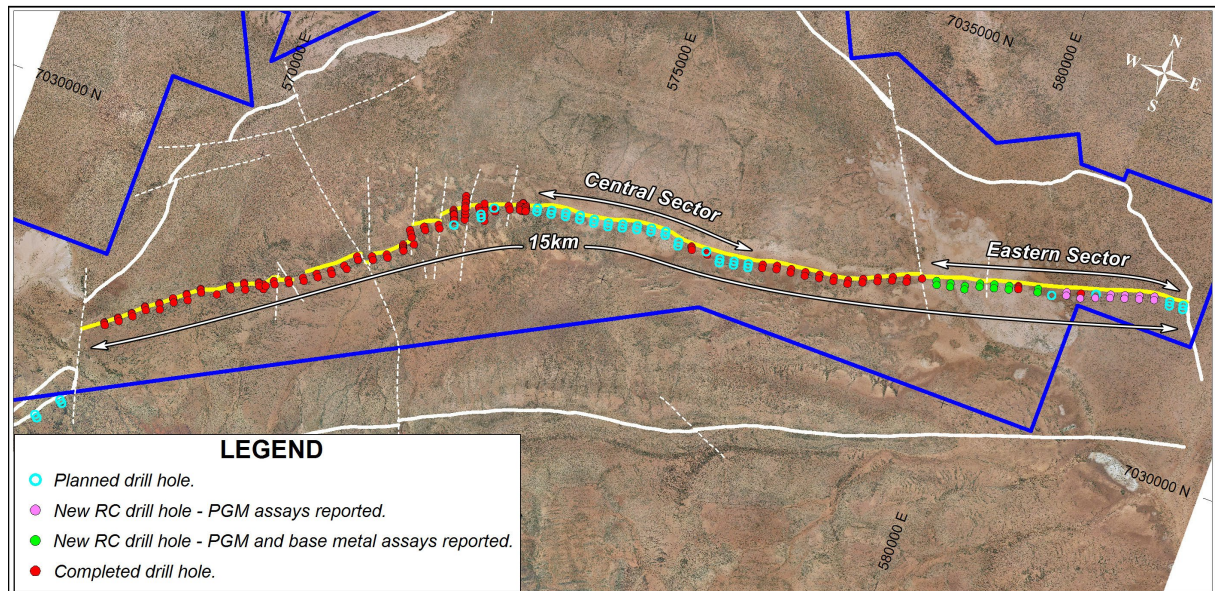 7030000 N
570000 E
575000 E
7035000 N
580000 E
N
W
E
S
Central Sector
15km
Eastern Sector
7030000 N
580000 E
LEGEND
Planned drill hole.
New RC drill hole - PGM assays reported.
New RC drill hole - PGM and base metal assays reported.
Completed drill hole.